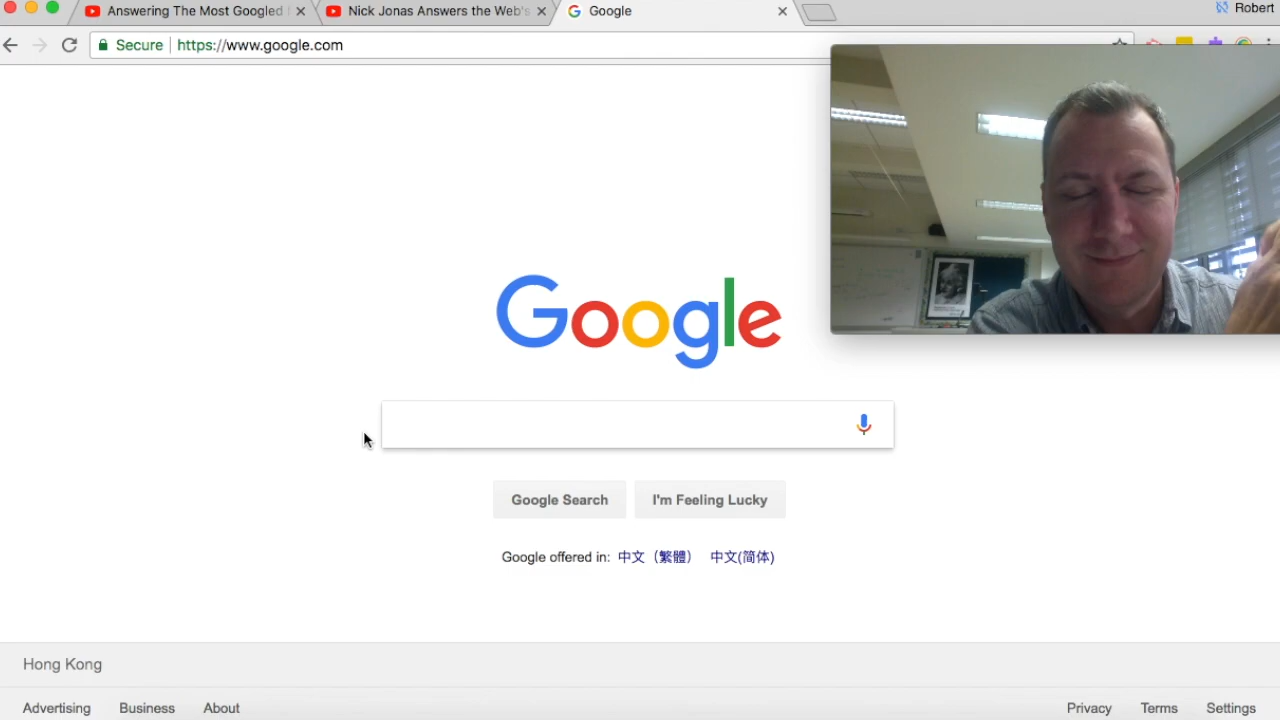 Answering The Most Googled
Nick Jonas Answers the Web's
Google
Robert
Secure
https://www.google.com
Google
Google Search
I'm Feeling Lucky
Google offered in: 中文（繁體） 中文(简体)
Hong Kong
Advertising Business About
Privacy Terms Settings